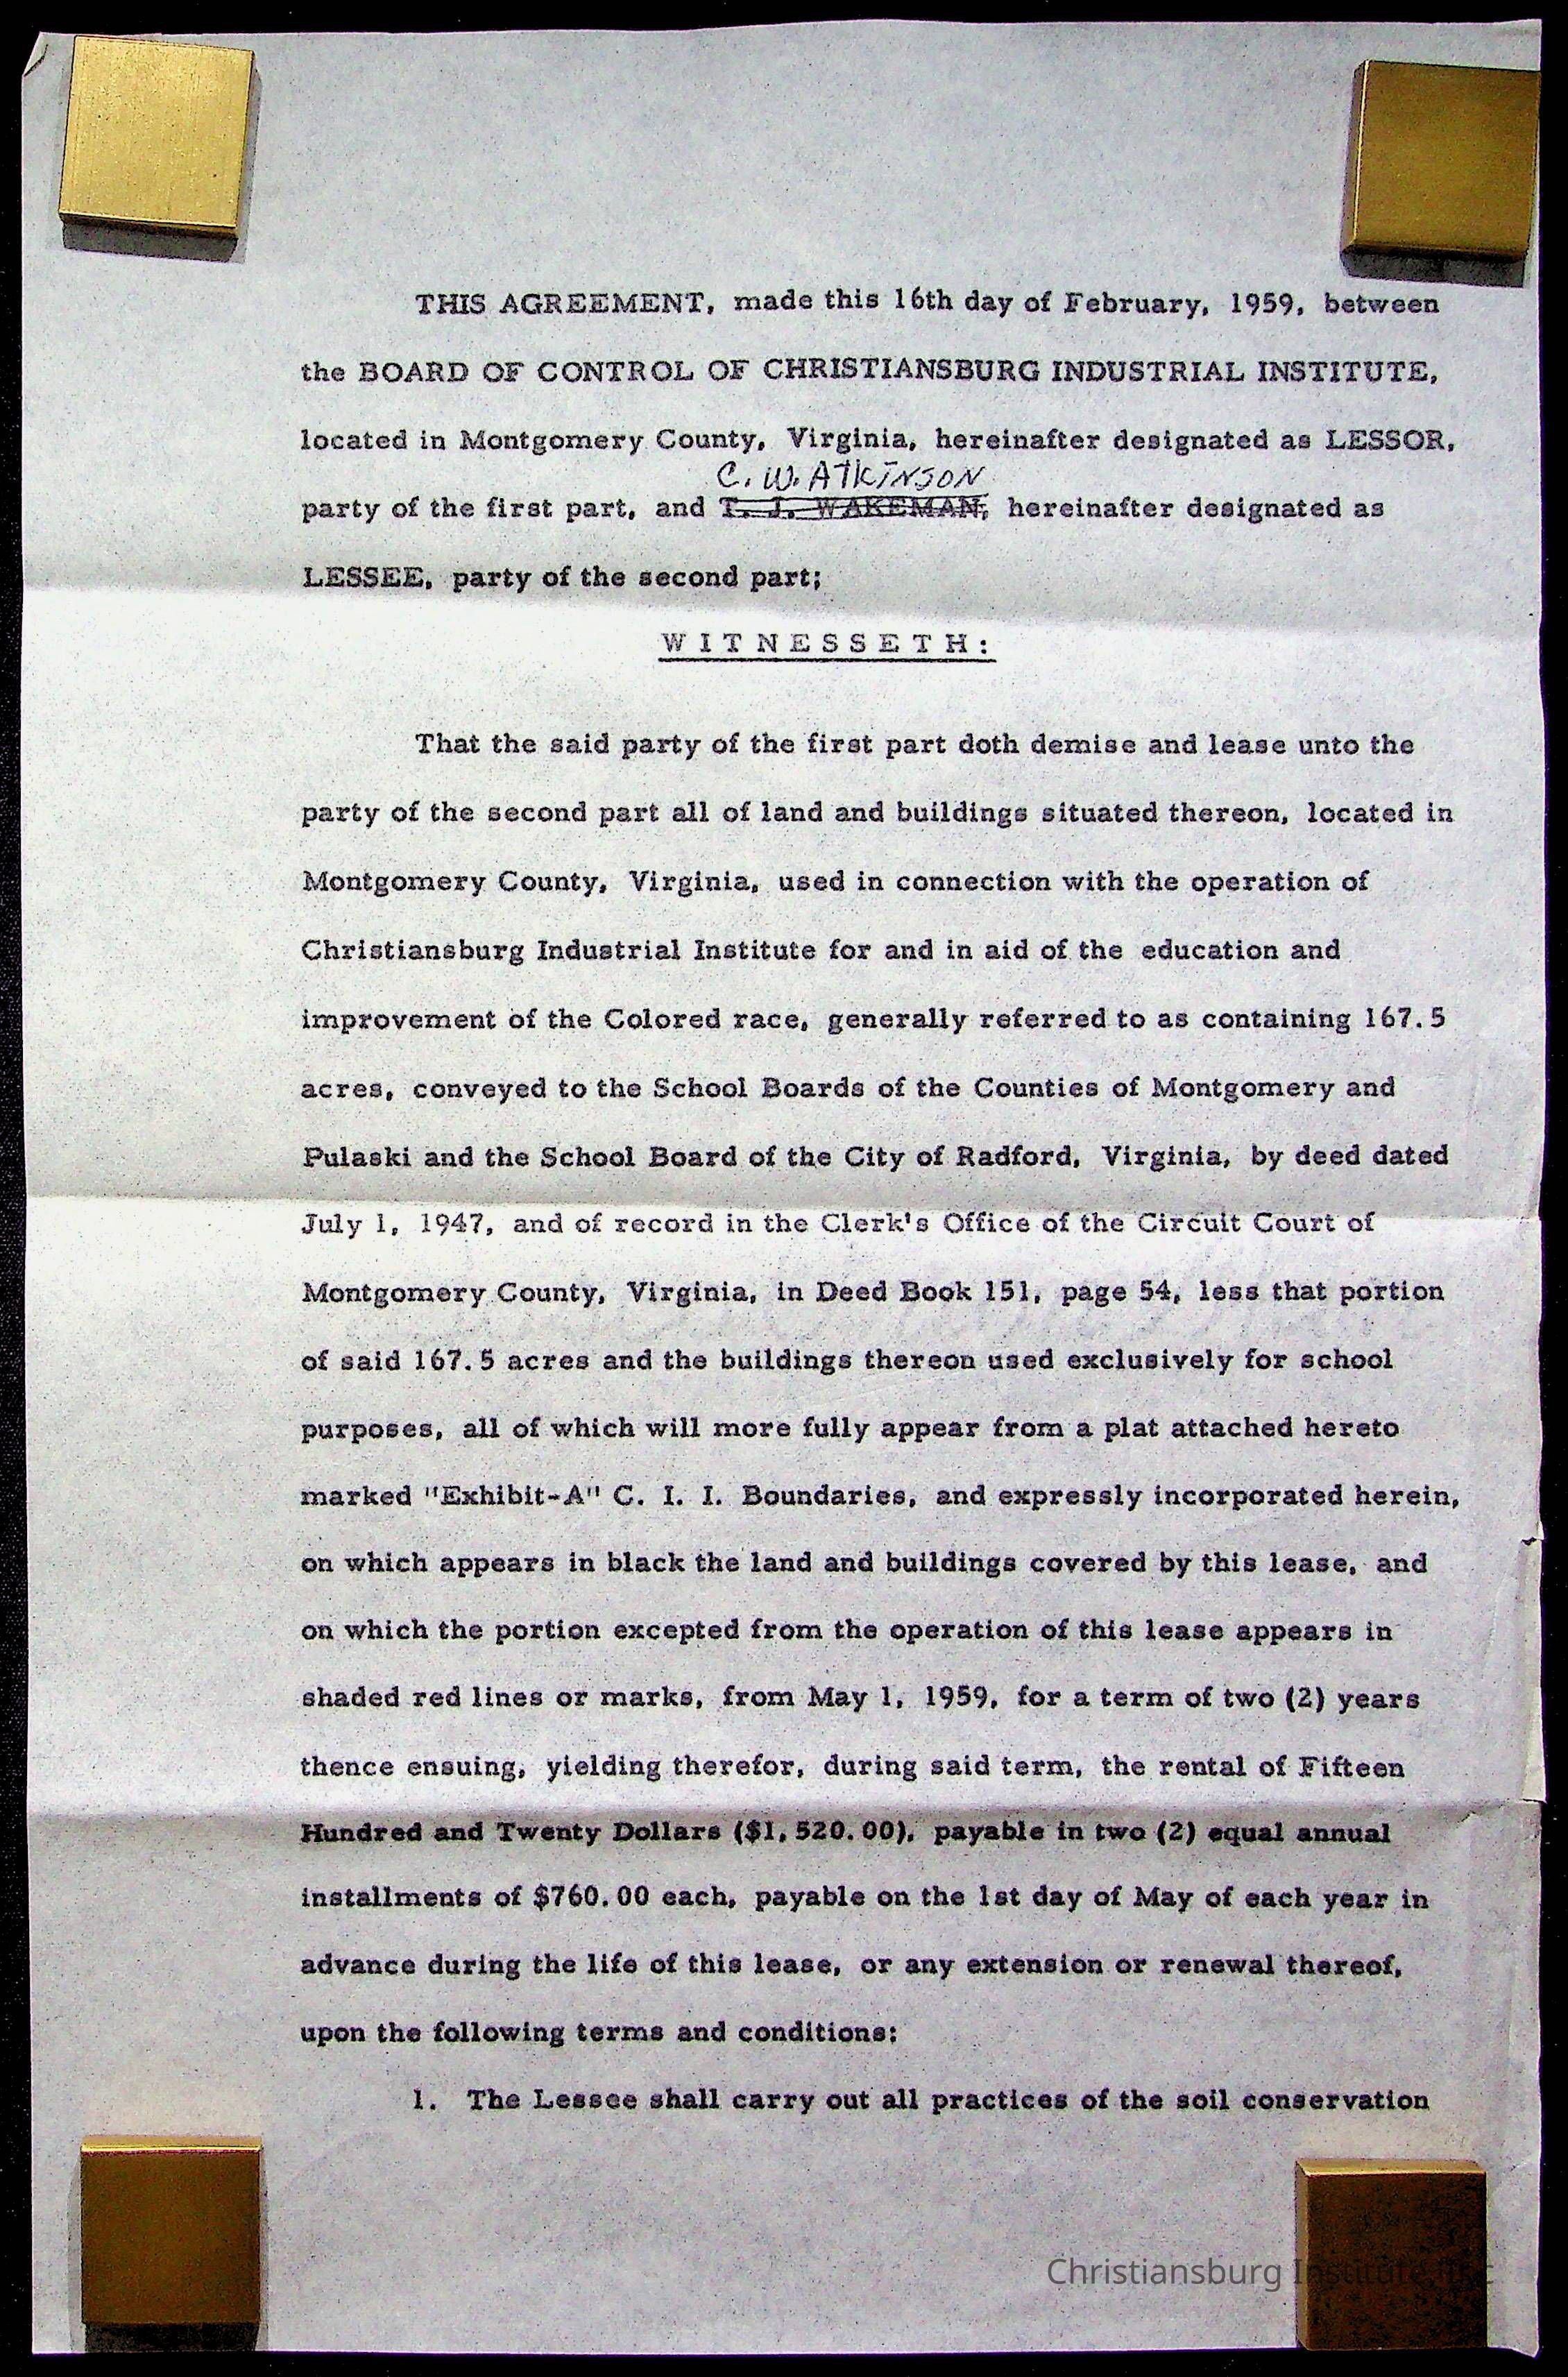 THIS AGREEMENT, made this 16th day of February, 1959, between
the BOARD OF CONTROL OF CHRISTIANSBURG INDUSTRIAL INSTITUTE,
located in Montgomery County, Virginia, hereinafter designated as LESSOR,
C. W. ATKINSON
party of the first part, and T. J. WAKEMAN, hereinafter designated as
LESSEE, party of the second part;
WITNESSETH:
That the said party of the first part doth demise and lease unto the
party of the second part all of land and buildings situated thereon, located in
Montgomery County, Virginia, used in connection with the operation of
Christiansburg Industrial Institute for and in aid of the education and
improvement of the Colored race, generally referred to as containing 167.5
acres, conveyed to the School Boards of the Counties of Montgomery and
Pulaski and the School Board of the City of Radford, Virginia, by deed dated
July 1, 1947, and of record in the Clerk's Office of the Circuit Court of
Montgomery County, Virginia, in Deed Book 151, page 54, less that portion
of said 167.5 acres and the buildings thereon used exclusively for school
purposes, all of which will more fully appear from a plat attached hereto
marked "Exhibit-A" C. I. I. Boundaries, and expressly incorporated herein,
on which appears in black the land and buildings covered by this lease, and
on which the portion excepted from the operation of this lease appears in
shaded red lines or marks, from May 1, 1959, for a term of two (2) years
thence ensuing, yielding therefor, during said term, the rental of Fifteen
Hundred and Twenty Dollars ($1,520.00), payable in two (2) equal annual
installments of $760.00 each, payable on the 1st day of May of each year in
advance during the life of this lease, or any extension or renewal thereof,
upon the following terms and conditions:
1. The Lessee shall carry out all practices of the soil conservation
Christiansburg Institute, Inc